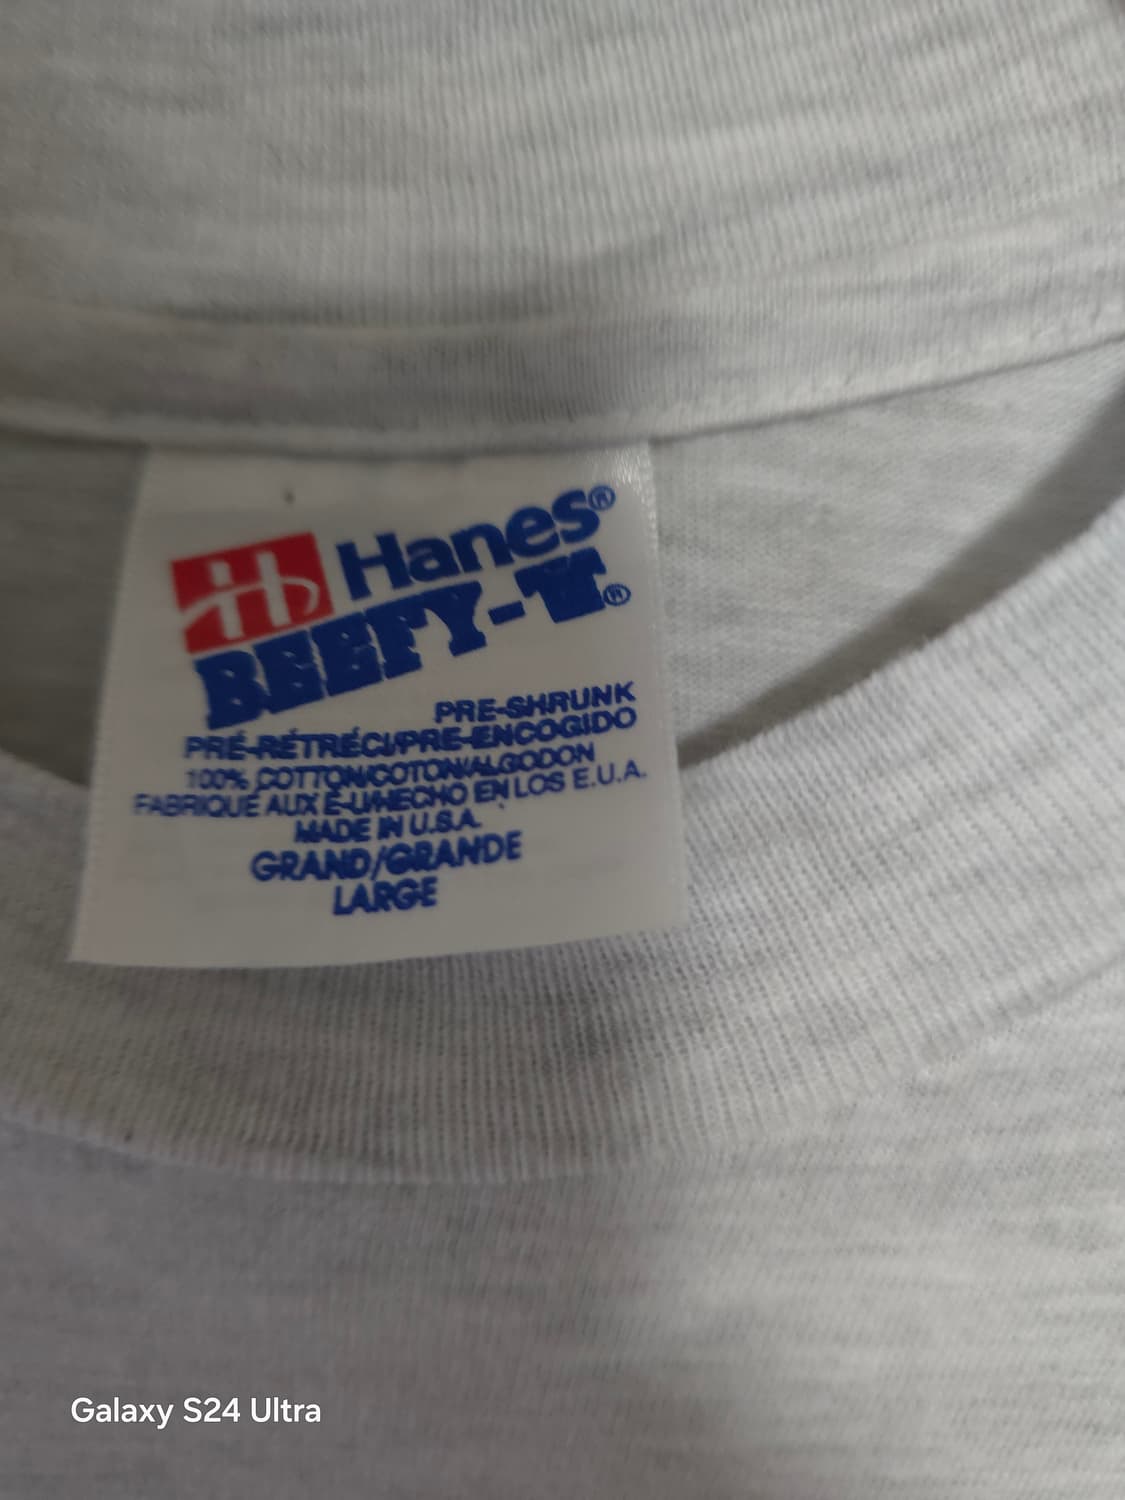 Hanes®
BEEFY-T®
PRE-SHRUNK
PRÉ-RÉTRÉCI/PRE-ENCOGIDO
100% COTTON/COTON/ALGODON
FABRIQUE AUX É-U/HECHO EN LOS E.U.A.
MADE IN U.S.A.
GRAND/GRANDE
LARGE
Galaxy S24 Ultra